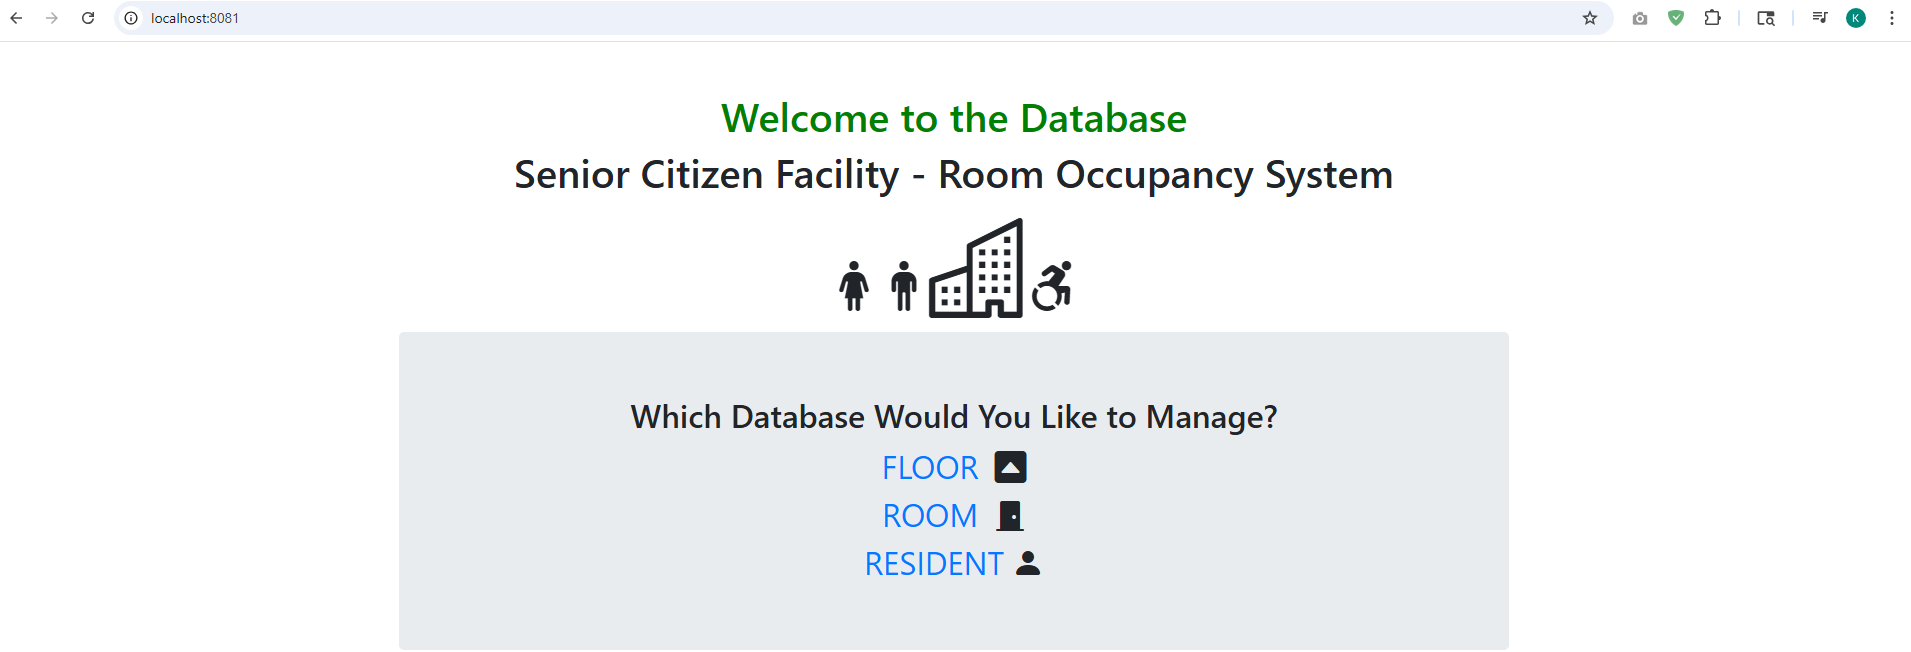 localhost:8081
K
Welcome to the Database
Senior Citizen Facility - Room Occupancy System
Which Database Would You Like to Manage?
FLOOR
ROOM
RESIDENT